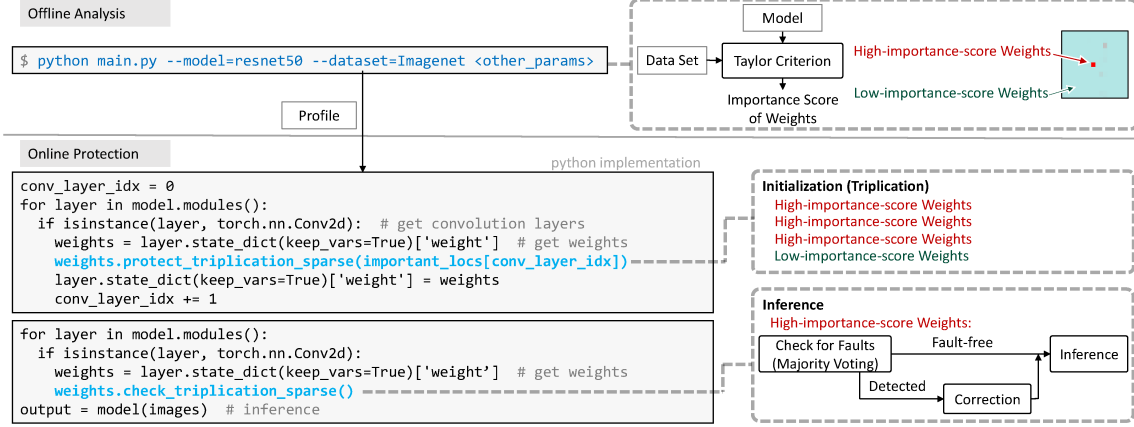 Offline Analysis
$ python main.py --model=resnet50 --dataset=Imagenet <other_params>
Profile
Model
Data Set
Taylor Criterion
Importance Score
of Weights
High-importance-score Weights
Low-importance-score Weights
Online Protection
python implementation
conv_layer_idx = 0
for layer in model.modules():
  if isinstance(layer, torch.nn.Conv2d):  # get convolution layers
    weights = layer.state_dict(keep_vars=True)['weight']  # get weights
    weights.protect_triplication_sparse(important_locs[conv_layer_idx])
    layer.state_dict(keep_vars=True)['weight'] = weights
    conv_layer_idx += 1
Initialization (Triplication)
High-importance-score Weights
High-importance-score Weights
High-importance-score Weights
Low-importance-score Weights
for layer in model.modules():
  if isinstance(layer, torch.nn.Conv2d):
    weights = layer.state_dict(keep_vars=True)['weight’]  # get weights
    weights.check_triplication_sparse()
output = model(images)  # inference
Inference
High-importance-score Weights:
Check for Faults
(Majority Voting)
Fault-free
Inference
Detected
Correction